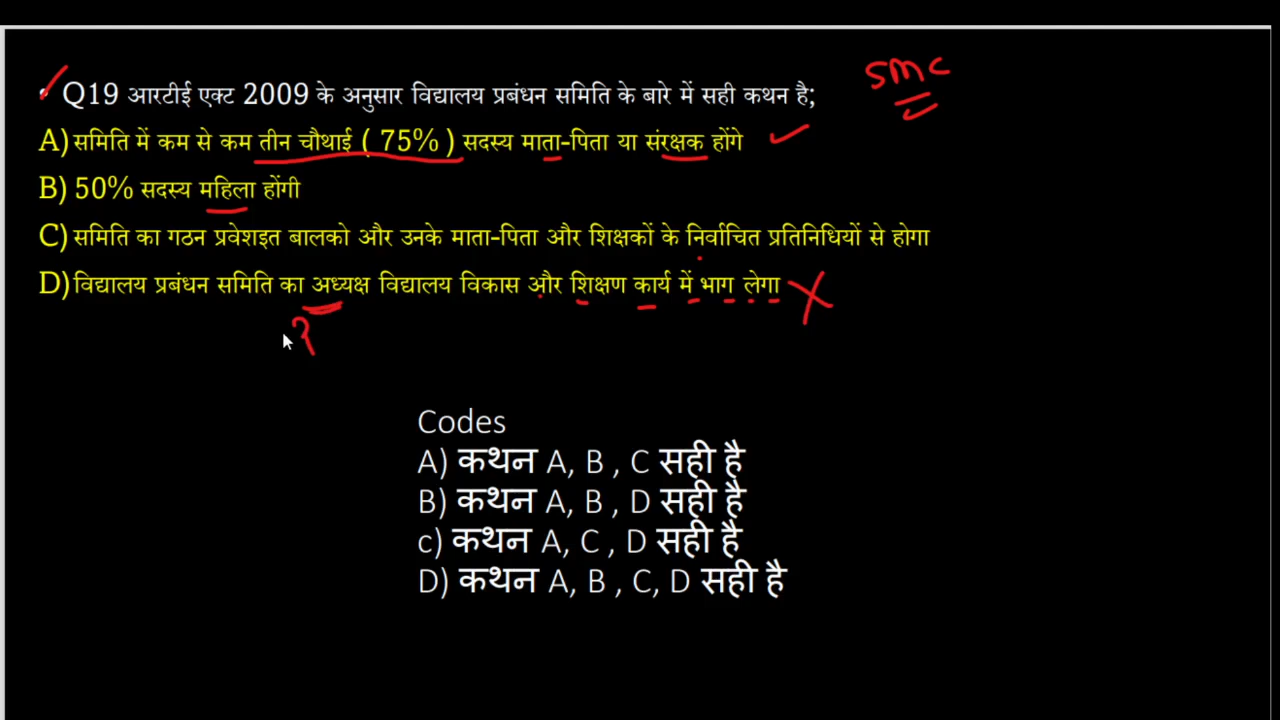 Q19 आरटीई एक्ट 2009 के अनुसार विद्यालय प्रबंधन समिति के बारे में सही कथन है;
SMC
A) समिति में कम से कम तीन चौथाई ( 75% ) सदस्य माता-पिता या संरक्षक होंगे
B) 50% सदस्य महिला होंगी
C) समिति का गठन प्रवेशइत बालको और उनके माता-पिता और शिक्षकों के निर्वाचित प्रतिनिधियों से होगा
D) विद्यालय प्रबंधन समिति का अध्यक्ष विद्यालय विकास और शिक्षण कार्य में भाग लेगा
?
Codes
A) कथन A, B , C सही है
B) कथन A, B , D सही है
c) कथन A, C , D सही है
D) कथन A, B , C, D सही है